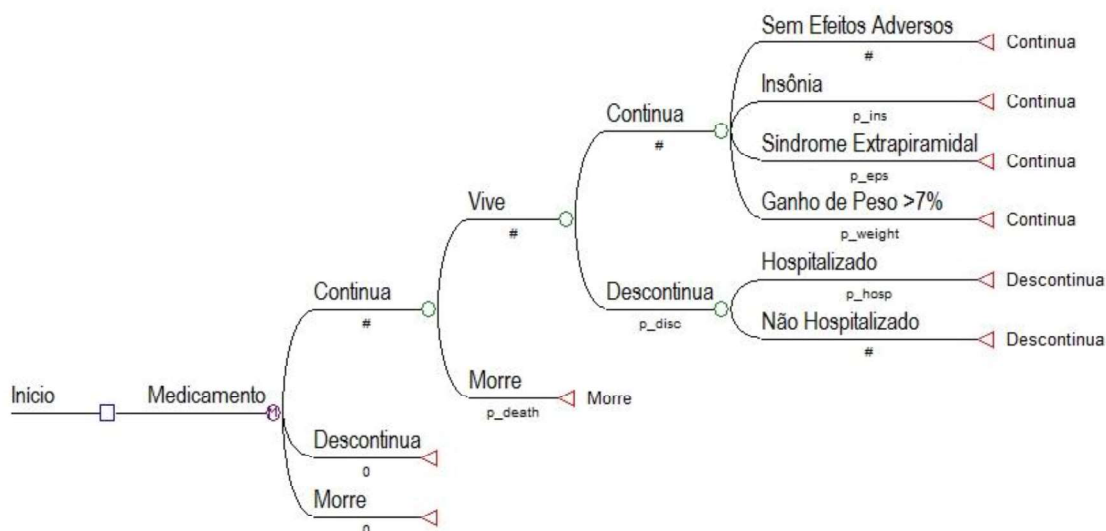 Sem Efeitos Adversos
#
Continua
Insônia
p_ins
Continua
Continua
#
Síndrome Extrapiramidal
p_eps
Continua
Vive
#
Ganho de Peso >7%
p_weight
Continua
Continua
#
Descontinua
p_disc
Hospitalizado
p_hosp
Descontinua
Não Hospitalizado
#
Descontinua
Início
Medicamento
M
Morre
p_death
Morre
Descontinua
0
Morre
0